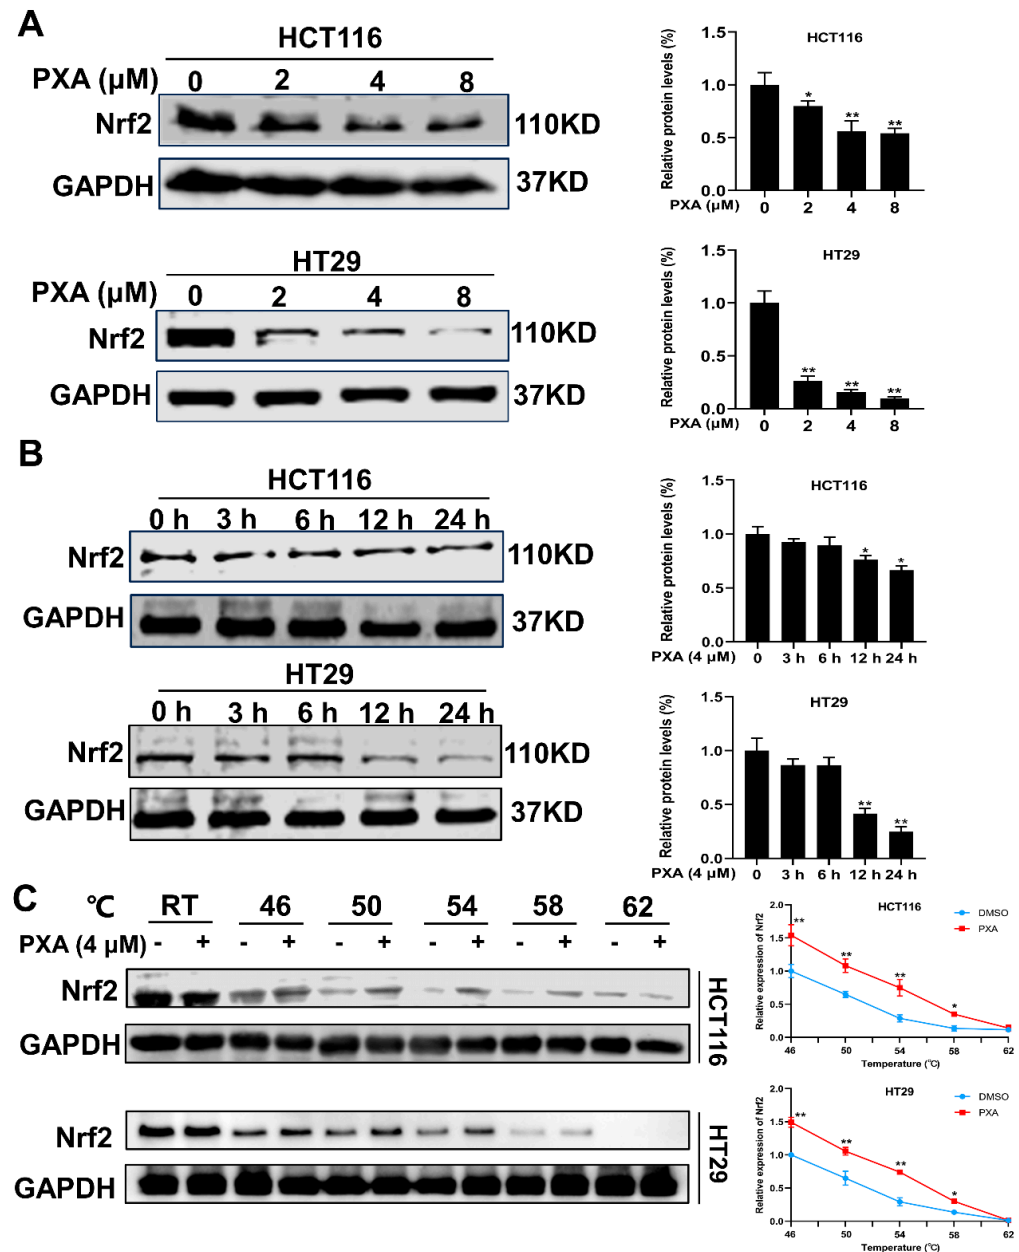 A
HCT116
PXA (μM) 0 2 4 8
Nrf2 110KD
GAPDH 37KD
HCT116
Relative protein levels (%)
1.5
1.0
0.5
0.0
* ** **
PXA (μM) 0 2 4 8
HT29
PXA (μM) 0 2 4 8
Nrf2 110KD
GAPDH 37KD
HT29
Relative protein levels (%)
1.5
1.0
0.5
0.0
** ** **
PXA (μM) 0 2 4 8
B
HCT116
0 h 3 h 6 h 12 h 24 h
Nrf2 110KD
GAPDH 37KD
HCT116
Relative protein levels (%)
1.5
1.0
0.5
0.0
* *
PXA (4 μM) 0 3 h 6 h 12 h 24 h
HT29
0 h 3 h 6 h 12 h 24 h
Nrf2 110KD
GAPDH 37KD
HT29
Relative protein levels (%)
1.5
1.0
0.5
0.0
** **
PXA (4 μM) 0 3 h 6 h 12 h 24 h
C
℃ RT 46 50 54 58 62
PXA (4 μM) - + - + - + - + - + - +
Nrf2
GAPDH
HCT116
HCT116
Relative expression of Nrf2
2.0
1.5
1.0
0.5
0.0
** ** ** *
DMSO
PXA
46 50 54 58 62
Temperature (℃)
Nrf2
GAPDH
HT29
HT29
Relative expression of Nrf2
2.0
1.5
1.0
0.5
0.0
** ** ** *
DMSO
PXA
46 50 54 58 62
Temperature (℃)